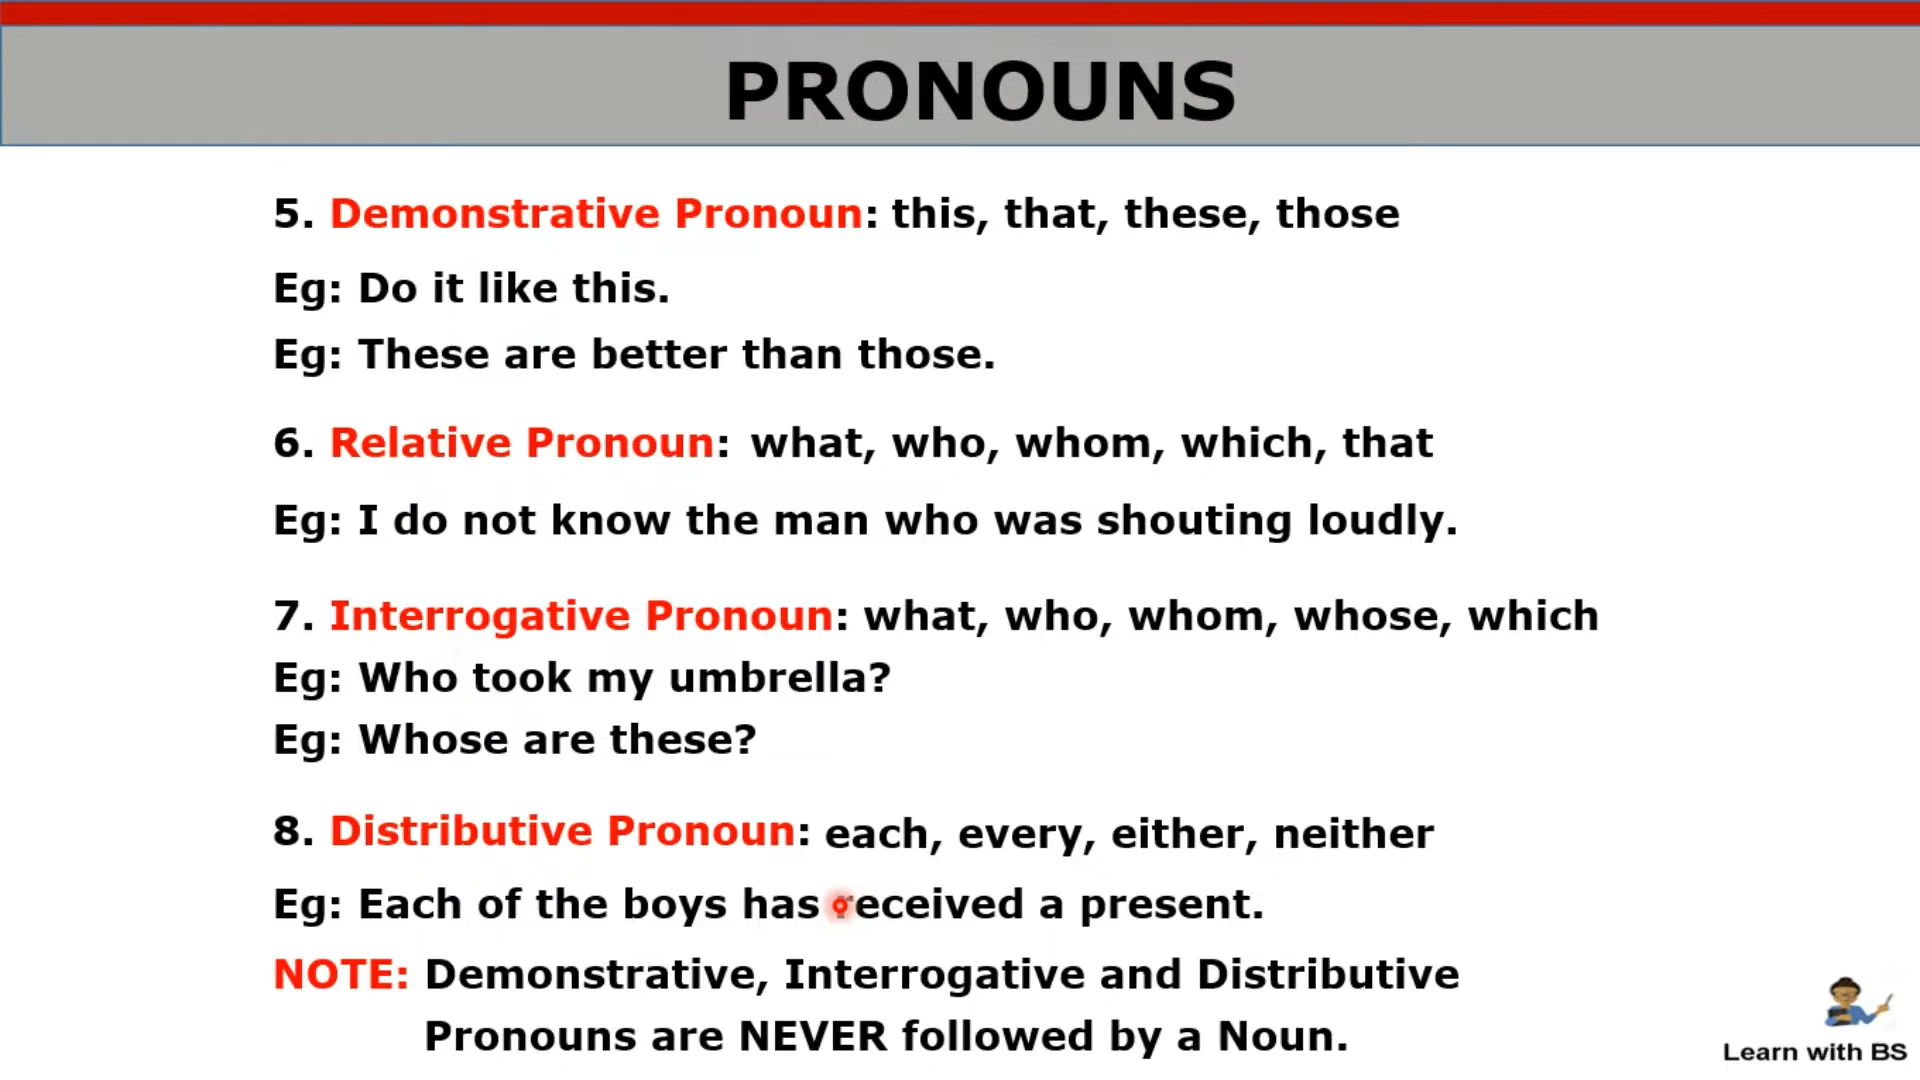 PRONOUNS
5. Demonstrative Pronoun: this, that, these, those
Eg: Do it like this.
Eg: These are better than those.
6. Relative Pronoun: what, who, whom, which, that
Eg: I do not know the man who was shouting loudly.
7. Interrogative Pronoun: what, who, whom, whose, which
Eg: Who took my umbrella?
Eg: Whose are these?
8. Distributive Pronoun: each, every, either, neither
Eg: Each of the boys has received a present.
NOTE: Demonstrative, Interrogative and Distributive
Pronouns are NEVER followed by a Noun.
Learn with BS